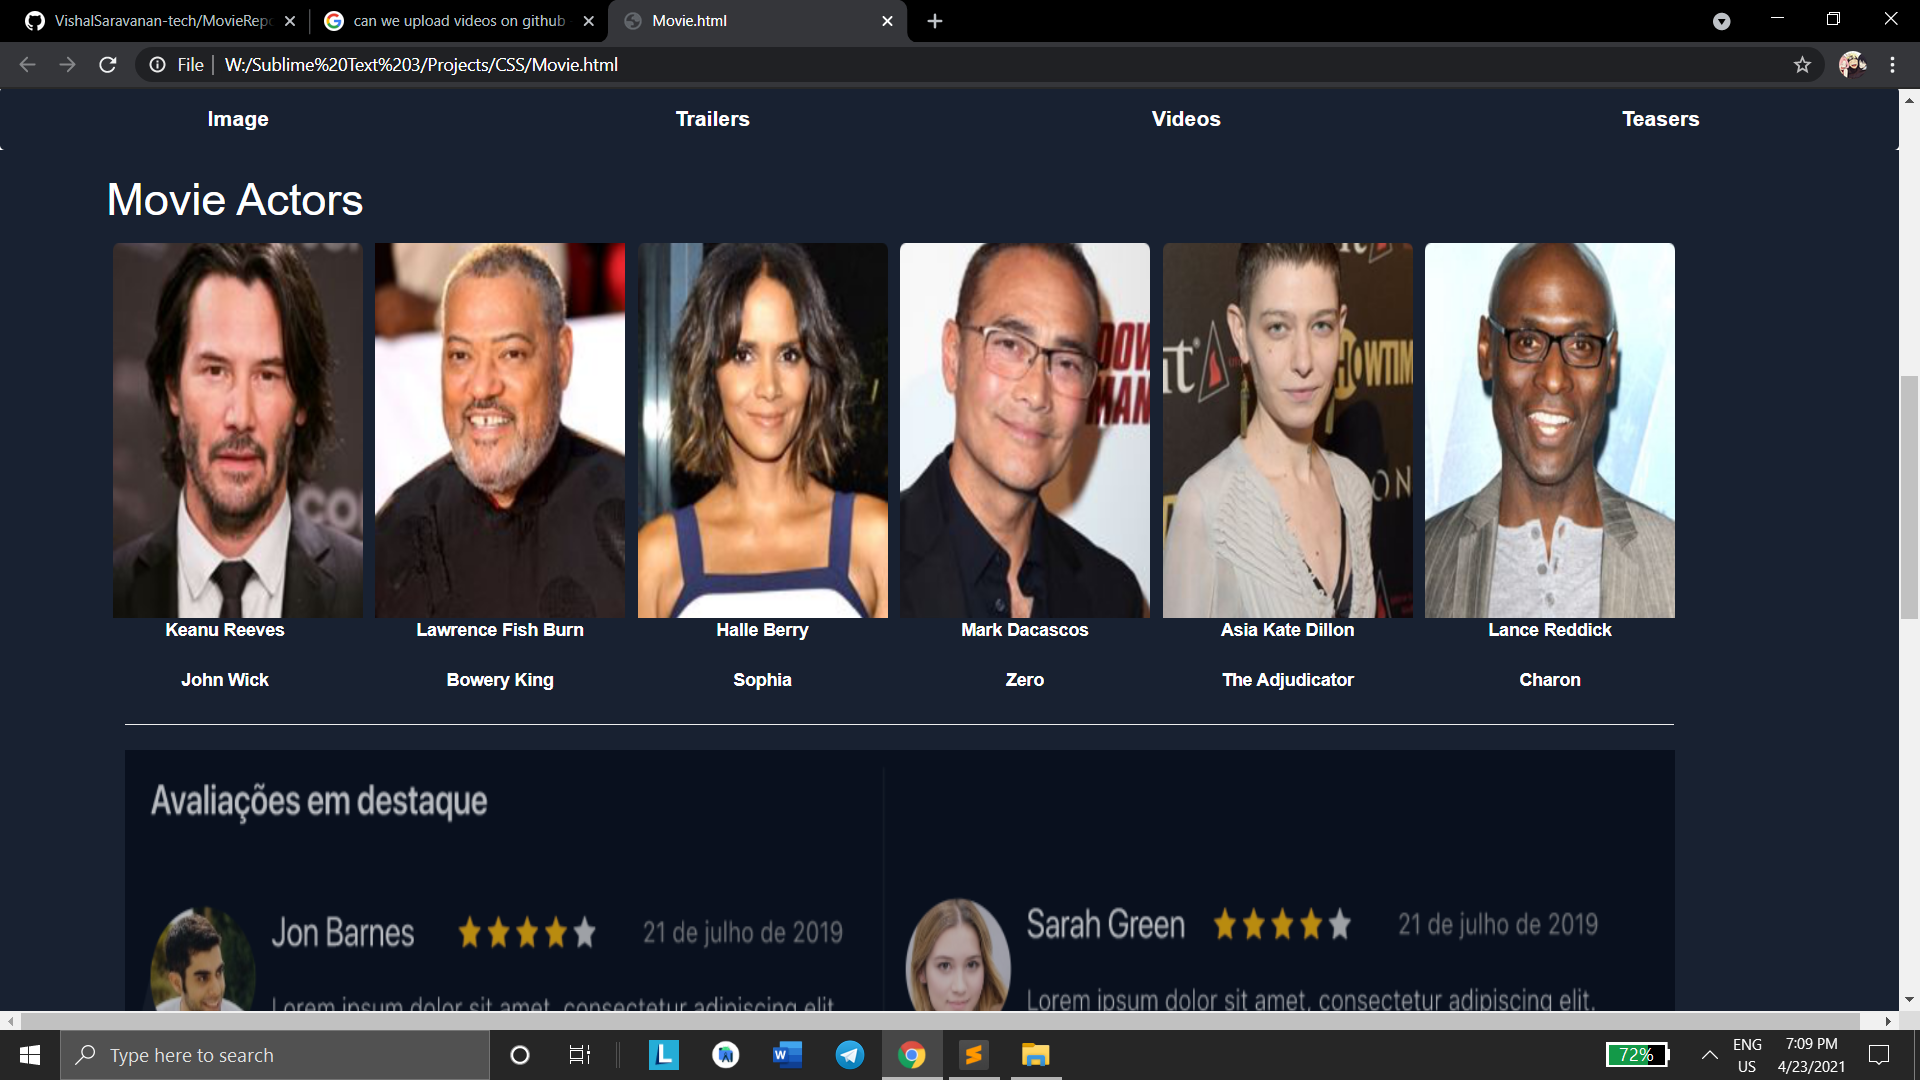 VishalSaravanan-tech/MovieRepo
can we upload videos on github
Movie.html
File
W:/Sublime%20Text%203/Projects/CSS/Movie.html
Image Trailers Videos Teasers
Movie Actors
DOW
MAN
SHOWTIM
Keanu Reeves Lawrence Fish Burn Halle Berry Mark Dacascos Asia Kate Dillon Lance Reddick
John Wick Bowery King Sophia Zero The Adjudicator Charon
Avaliações em destaque
Jon Barnes 21 de julho de 2019
Sarah Green 21 de julho de 2019
Lorem ipsum dolor sit amet, consectetur adipiscing elit,
Lorem ipsum dolor sit amet, consectetur adipiscing elit,
Type here to search
72%
ENG
US
7:09 PM
4/23/2021